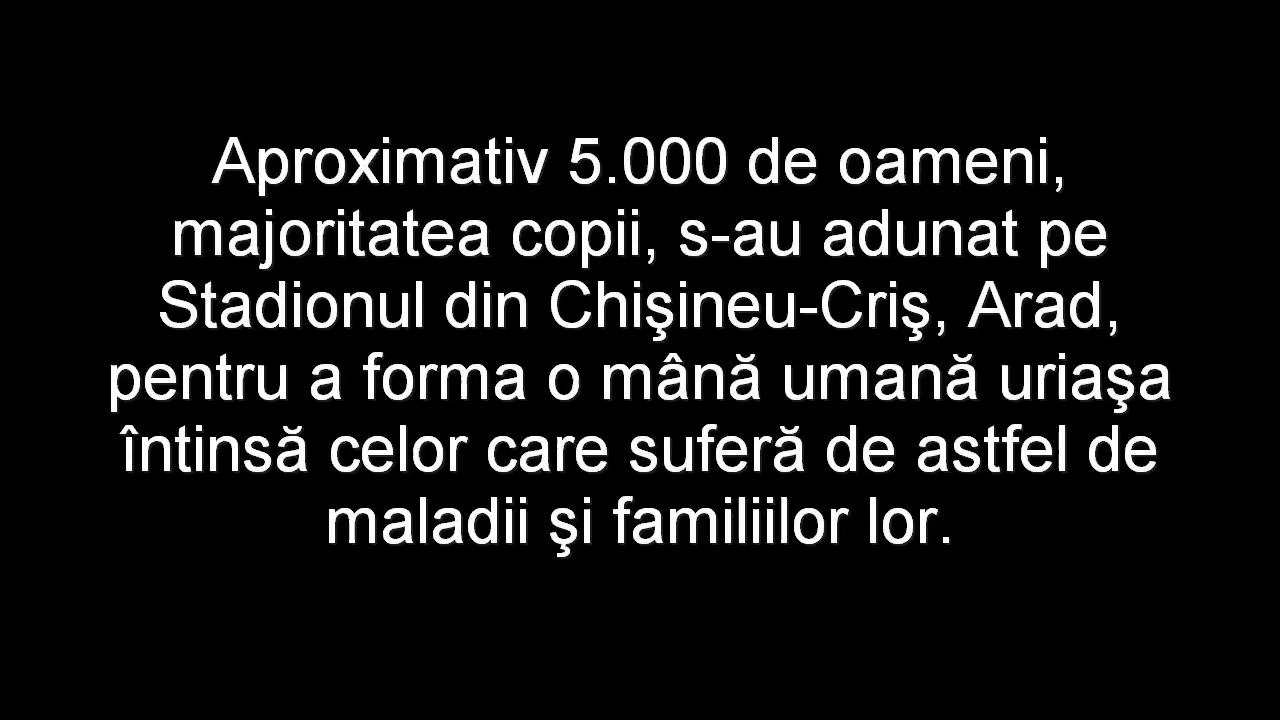 Aproximativ 5.000 de oameni,
majoritatea copii, s-au adunat pe
Stadionul din Chişineu-Criş, Arad,
pentru a forma o mână umană uriaşa
întinsă celor care suferă de astfel de
maladii şi familiilor lor.